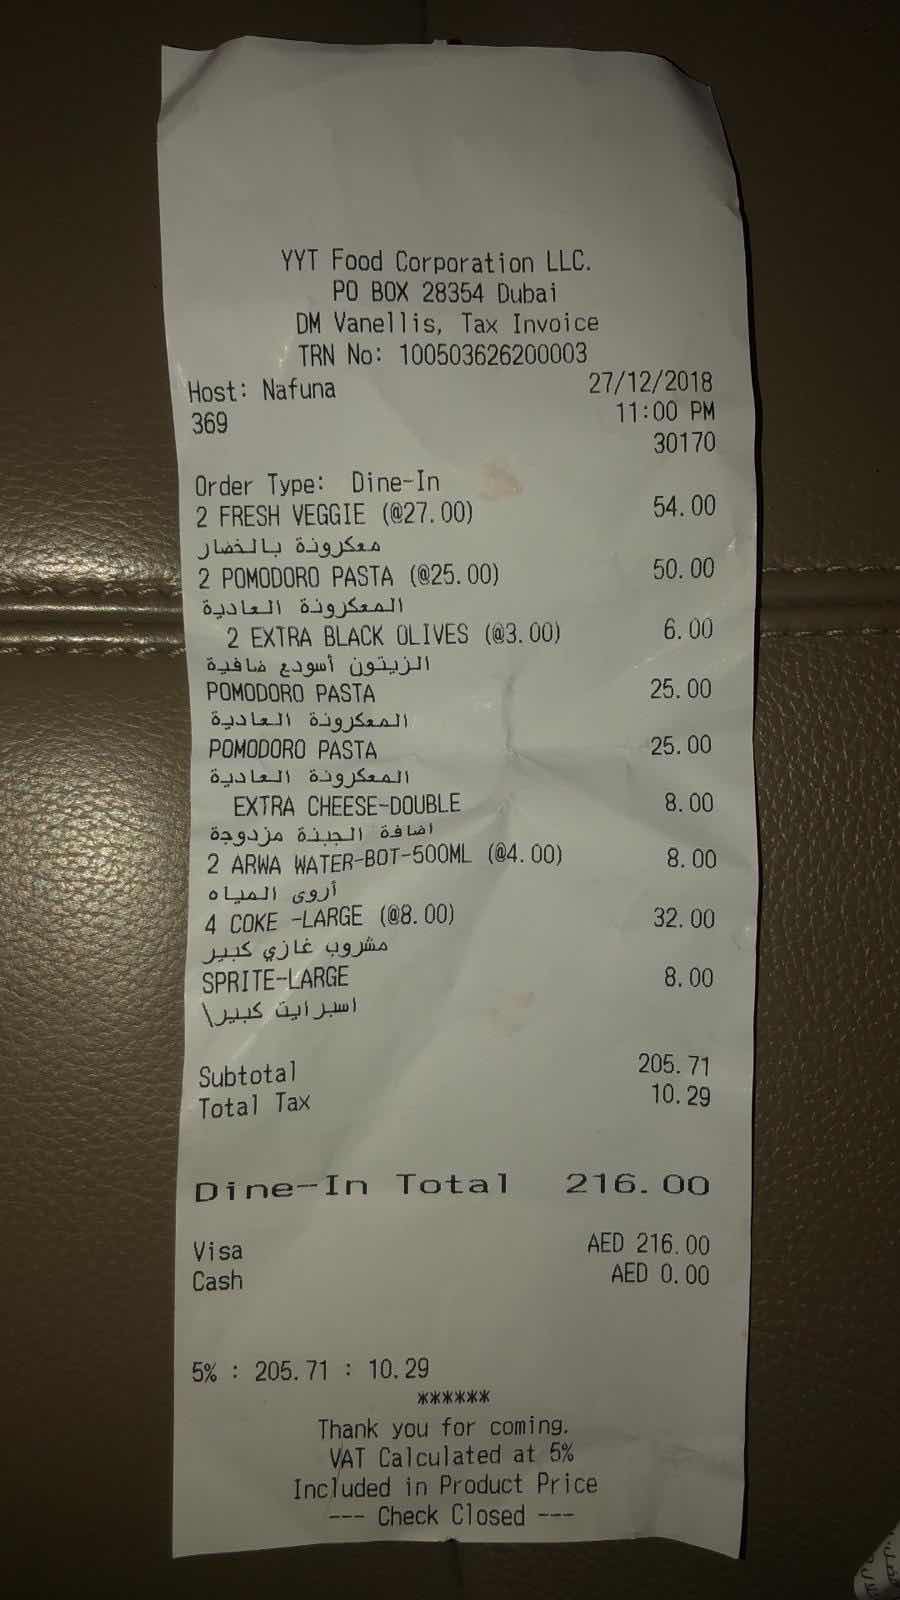 YYT Food Corporation LLC.
PO BOX 28354 Dubai
DM Vanellis, Tax Invoice
TRN No: 100503626200003
Host: Nafuna 27/12/2018
369 11:00 PM
30170
Order Type: Dine-In
2 FRESH VEGGIE (@27.00) 54.00
معكرونة بالخضار
2 POMODORO PASTA (@25.00) 50.00
المعكرونة العادية
2 EXTRA BLACK OLIVES (@3.00) 6.00
الزيتون أسودع ضافية
POMODORO PASTA 25.00
المعكرونة العادية
POMODORO PASTA 25.00
المعكرونة العادية
EXTRA CHEESE-DOUBLE 8.00
اضافة الجبنة مزدوجة
2 ARWA WATER-BOT-500ML (@4.00) 8.00
أروى المياه
4 COKE -LARGE (@8.00) 32.00
مشروب غازي كبير
SPRITE-LARGE 8.00
اسبرايت كبير\
Subtotal 205.71
Total Tax 10.29
Dine-In Total 216.00
Visa AED 216.00
Cash AED 0.00
5% : 205.71 : 10.29
******
Thank you for coming.
VAT Calculated at 5%
Included in Product Price
--- Check Closed ---